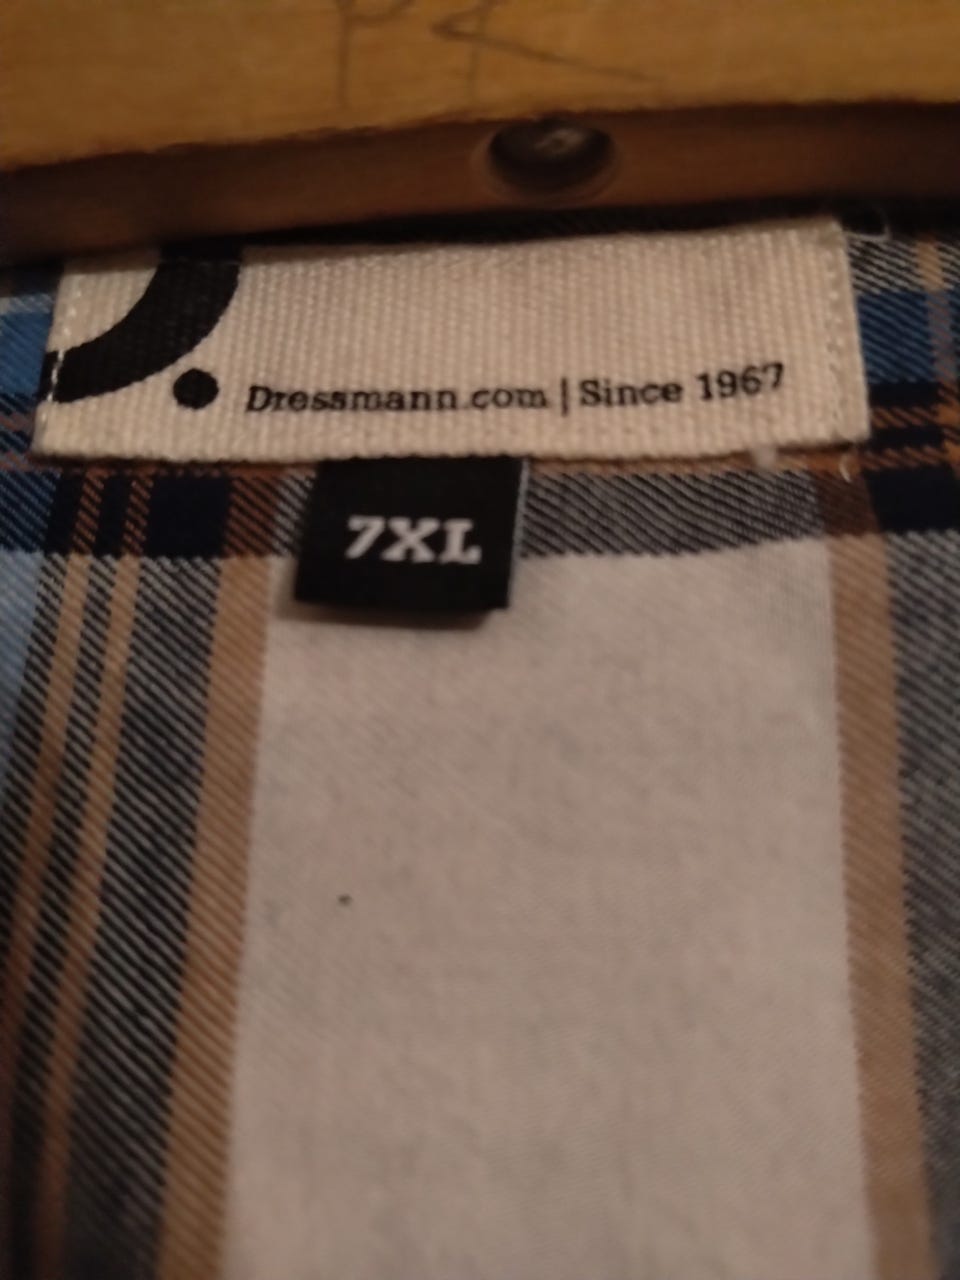 D.
Dressmann.com | Since 1967
7XL